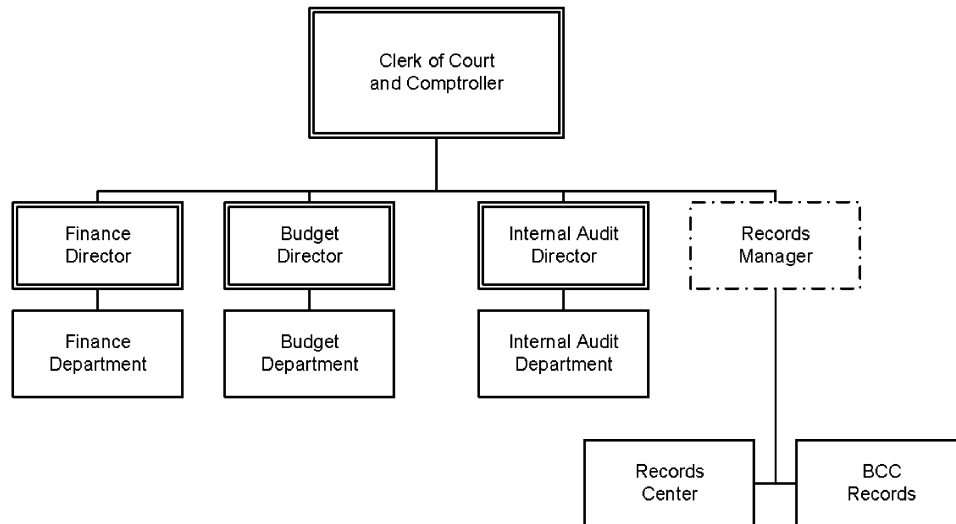 Clerk of Court
and Comptroller
Finance
Director
Budget
Director
Internal Audit
Director
Records
Manager
Finance
Department
Budget
Department
Internal Audit
Department
Records
Center
BCC
Records